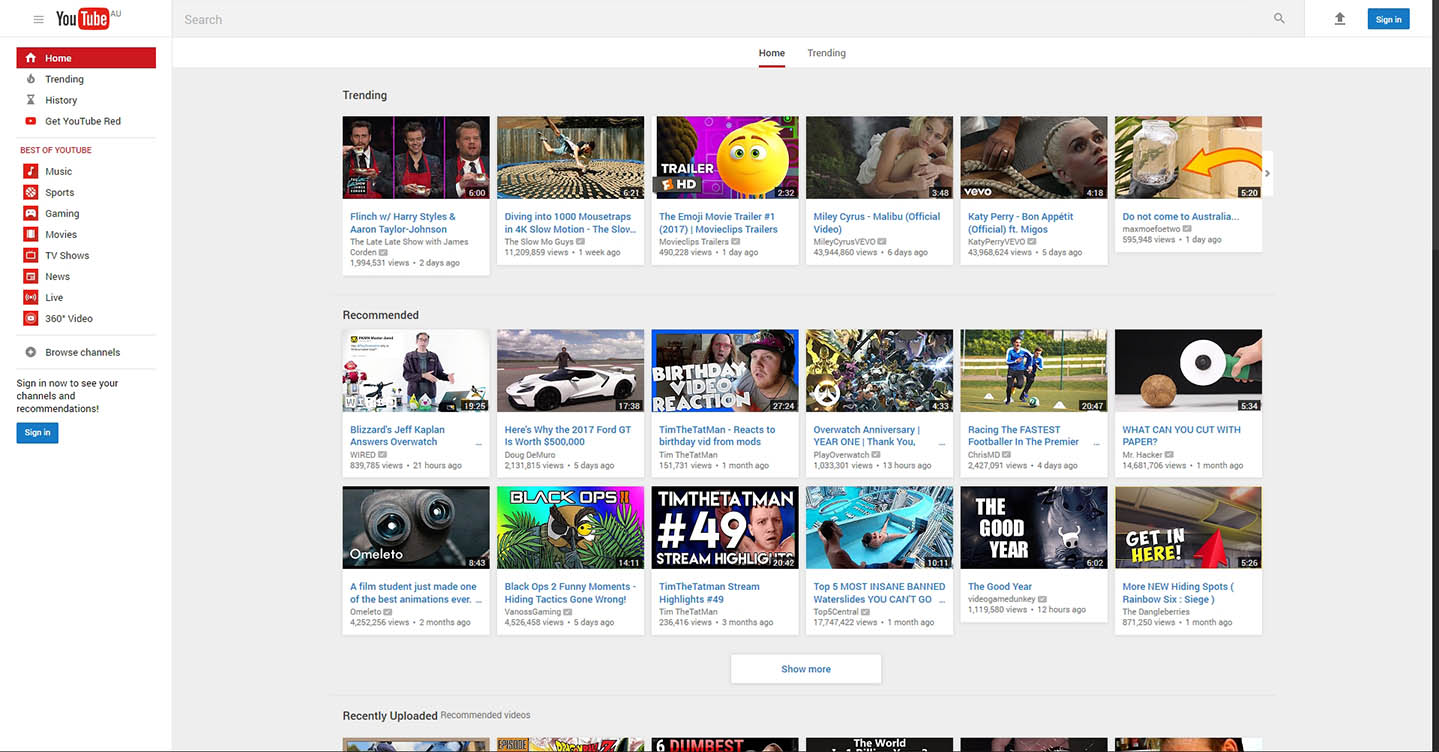 YouTube AU
Search
Sign in
Home
Trending
History
Get YouTube Red
BEST OF YOUTUBE
Music
Sports
Gaming
Movies
TV Shows
News
Live
360° Video
Browse channels
Sign in now to see your
channels and
recommendations!
Sign in
Home Trending
Trending
6:00
Flinch w/ Harry Styles &
Aaron Taylor-Johnson
The Late Late Show with James
Corden
1,994,531 views • 2 days ago
6:21
Diving into 1000 Mousetraps
in 4K Slow Motion - The Slow...
The Slow Mo Guys
11,209,859 views • 1 week ago
TRAILER
HD
2:32
The Emoji Movie Trailer #1
(2017) | Movieclips Trailers
Movieclips Trailers
490,228 views • 1 day ago
3:48
Miley Cyrus - Malibu (Official
Video)
MileyCyrusVEVO
43,944,860 views • 6 days ago
vevo
4:18
Katy Perry - Bon Appétit
(Official) ft. Migos
KatyPerryVEVO
43,968,624 views • 5 days ago
5:20
Do not come to Australia...
maxmoefoetwo
595,948 views • 1 day ago
Recommended
WIRED
19:25
Blizzard's Jeff Kaplan
Answers Overwatch ...
WIRED
839,785 views • 21 hours ago
17:38
Here's Why the 2017 Ford GT
Is Worth $500,000
Doug DeMuro
2,131,815 views • 5 days ago
BIRTHDAY
VIDEO
REACTION
27:24
TimTheTatMan - Reacts to
birthday vid from mods
Tim TheTatMan
151,731 views • 1 month ago
4:33
Overwatch Anniversary |
YEAR ONE | Thank You, ...
PlayOverwatch
1,033,301 views • 13 hours ago
20:47
Racing The FASTEST
Footballer In The Premier ...
ChrisMD
2,427,091 views • 4 days ago
5:34
WHAT CAN YOU CUT WITH
PAPER?
Mr. Hacker
14,681,706 views • 1 month ago
Omeleto
8:43
A film student just made one
of the best animations ever. ...
Omeleto
4,252,256 views • 2 months ago
BLACK OPS II
14:11
Black Ops 2 Funny Moments -
Hiding Tactics Gone Wrong!
VanossGaming
4,526,458 views • 5 days ago
TIMTHETATMAN
#49
STREAM HIGHLIGHTS
20:42
TimTheTatman Stream
Highlights #49
Tim TheTatMan
236,416 views • 3 months ago
10:11
Top 5 MOST INSANE BANNED
Waterslides YOU CAN'T GO ...
Top5Central
17,747,422 views • 1 month ago
THE
GOOD
YEAR
6:02
The Good Year
videogamedunkey
1,119,580 views • 12 hours ago
GET IN
HERE!
5:26
More NEW Hiding Spots (
Rainbow Six : Siege )
The Dangleberries
871,250 views • 1 month ago
Show more
Recently Uploaded Recommended videos
EPISODE
6 DUMBEST
The World